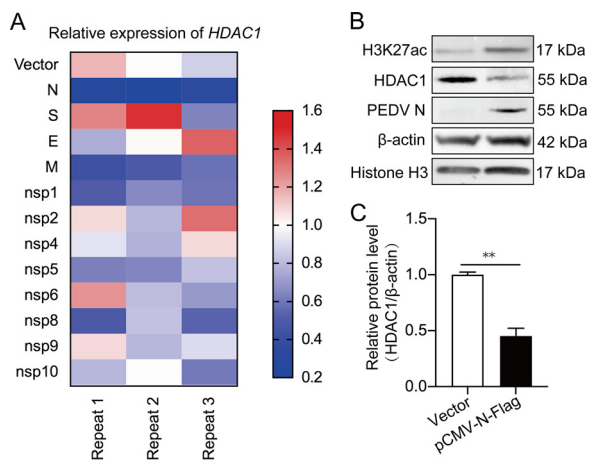 A
Relative expression of HDAC1
Vector
N
S
E
M
nsp1
nsp2
nsp4
nsp5
nsp6
nsp8
nsp9
nsp10
Repeat 1
Repeat 2
Repeat 3
1.6
1.4
1.2
1.0
0.8
0.6
0.4
0.2
B
H3K27ac 17 kDa
HDAC1 55 kDa
PEDV N 55 kDa
β-actin 42 kDa
Histone H3 17 kDa
C
Relative protein level
(HDAC1/β-actin)
1.5
1.0
0.5
0.0
**
Vector
pCMV-N-Flag